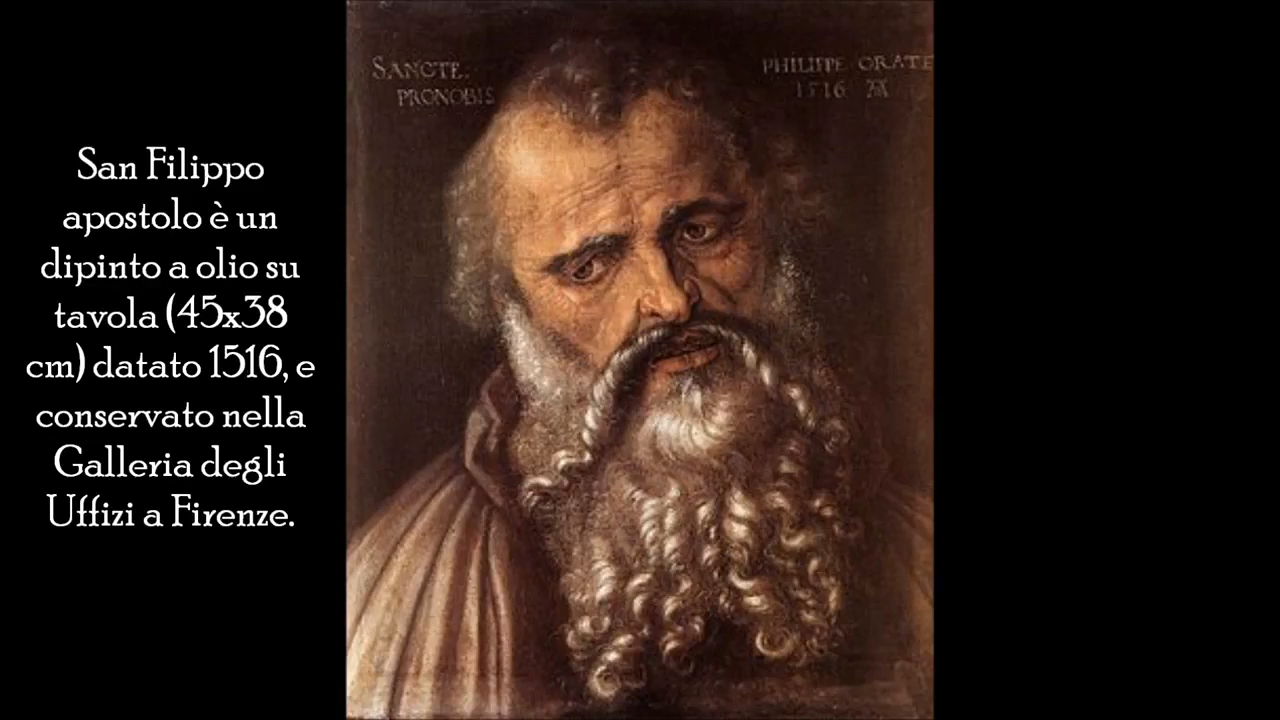 San Filippo
apostolo è un
dipinto a olio su
tavola (45x38
cm) datato 1516, e
conservato nella
Galleria degli
Uffizi a Firenze.
SANCTE.
PRONOBIS
PHILIPPE ORATE
1516